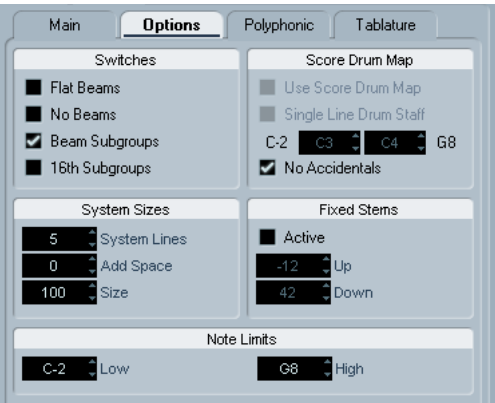 Main Options Polyphonic Tablature
Switches
Flat Beams
No Beams
Beam Subgroups
16th Subgroups
Score Drum Map
Use Score Drum Map
Single Line Drum Staff
C-2 C3 C4 G8
No Accidentals
System Sizes
5 System Lines
0 Add Space
100 Size
Fixed Stems
Active
-12 Up
42 Down
Note Limits
C-2 Low G8 High